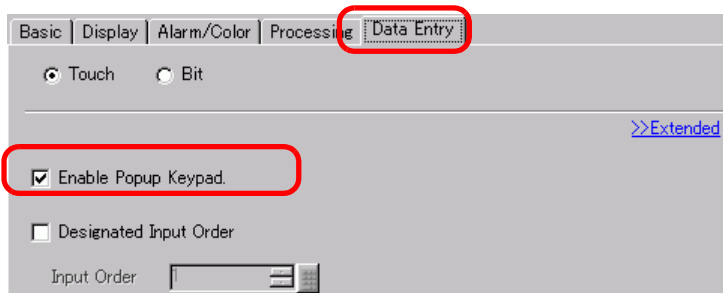 Basic Display Alarm/Color Processing Data Entry
Touch Bit
>>Extended
Enable Popup Keypad.
Designated Input Order
Input Order 1